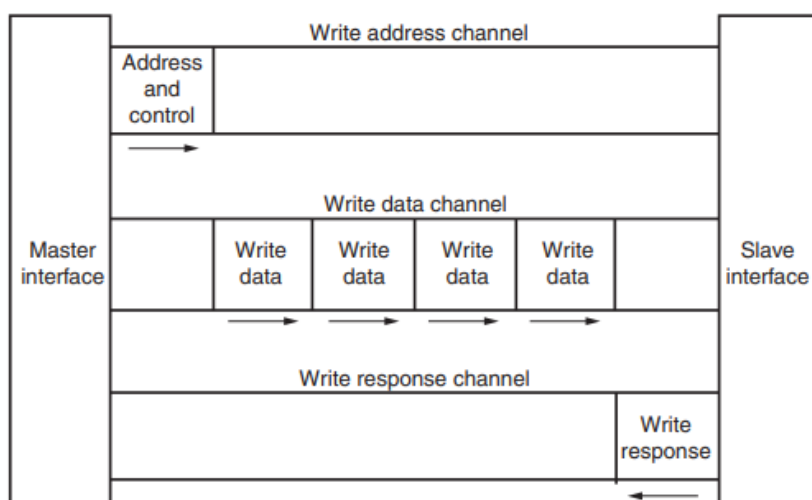 Write address channel
Address
and
control
Write data channel
Master
interface
Write
data
Write
data
Write
data
Write
data
Slave
interface
Write response channel
Write
response